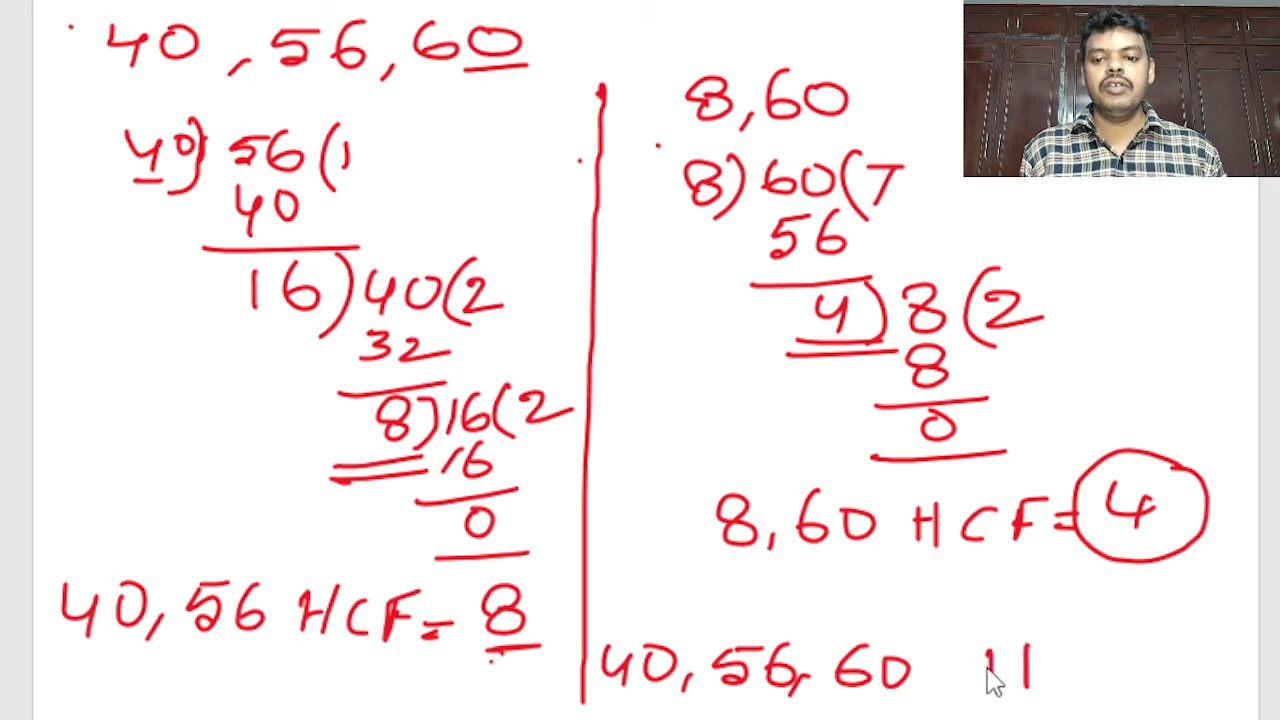 40, 56, 60
40) 56 (1
40
16) 40 (2
32
8) 16 (2
16
0
40, 56 HCF = 8
8, 60
8) 60 (7
56
4) 8 (2
8
0
8, 60 HCF = 4
40, 56, 60